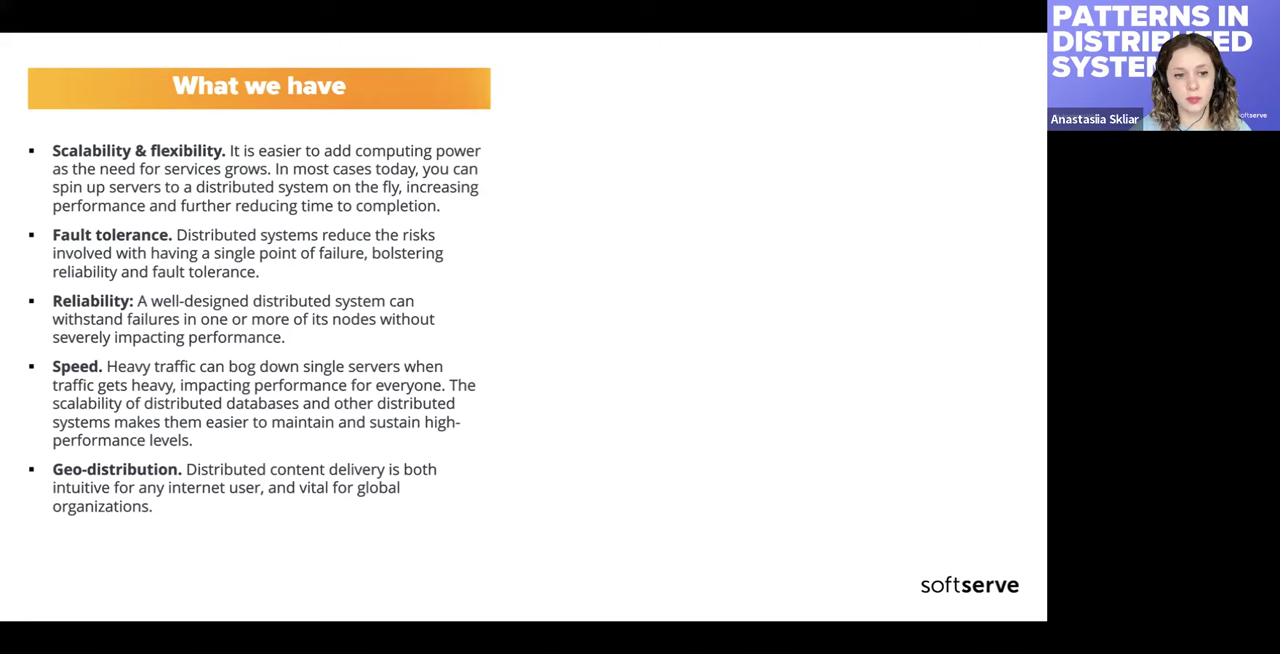 What we have
▪ Scalability & flexibility. It is easier to add computing power
as the need for services grows. In most cases today, you can
spin up servers to a distributed system on the fly, increasing
performance and further reducing time to completion.
▪ Fault tolerance. Distributed systems reduce the risks
involved with having a single point of failure, bolstering
reliability and fault tolerance.
▪ Reliability: A well-designed distributed system can
withstand failures in one or more of its nodes without
severely impacting performance.
▪ Speed. Heavy traffic can bog down single servers when
traffic gets heavy, impacting performance for everyone. The
scalability of distributed databases and other distributed
systems makes them easier to maintain and sustain high-
performance levels.
▪ Geo-distribution. Distributed content delivery is both
intuitive for any internet user, and vital for global
organizations.
softserve
PATTERNS IN
DISTRIBUTED
SYSTEM
Anastasiia Skliar
softserve